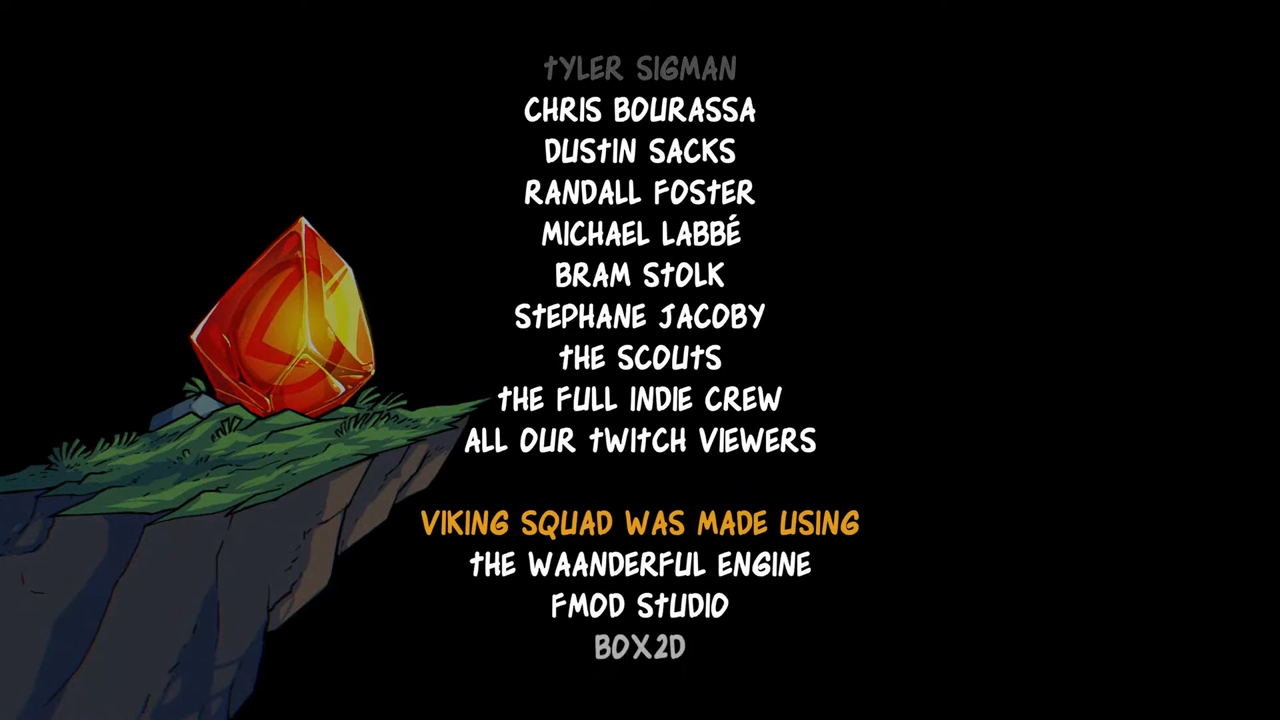 TYLER SIGMAN
CHRIS BOURASSA
DUSTIN SACKS
RANDALL FOSTER
MICHAEL LABBÉ
BRAM STOLK
STEPHANE JACOBY
THE SCOUTS
THE FULL INDIE CREW
ALL OUR TWITCH VIEWERS
VIKING SQUAD WAS MADE USING
THE WAANDERFUL ENGINE
FMOD STUDIO
BOX2D